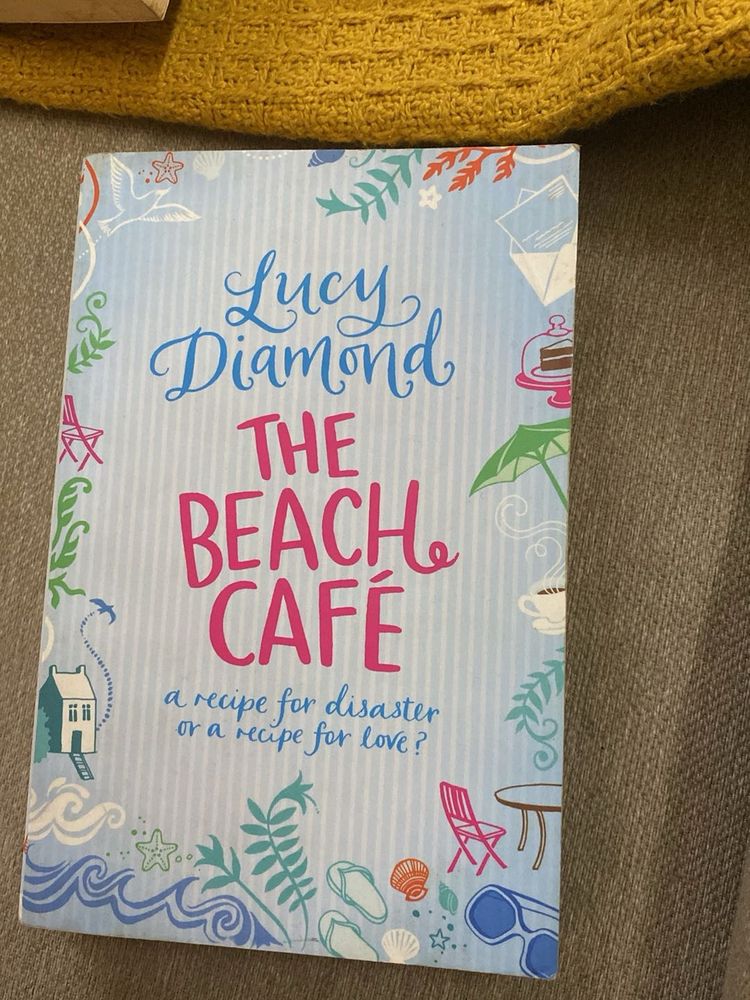 Lucy
Diamond
THE
BEACH
CAFÉ
a recipe for disaster
or a recipe for love?